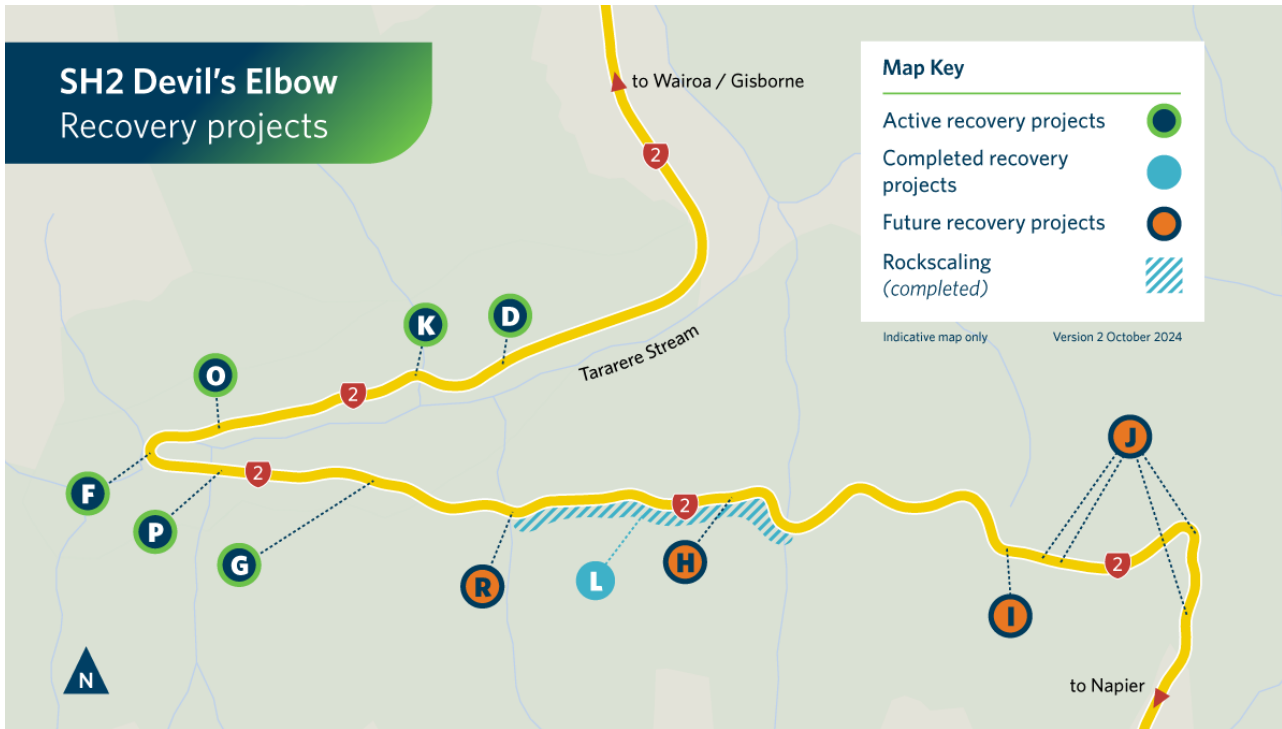 SH2 Devil's Elbow
Recovery projects
to Wairoa / Gisborne
2
Map Key
Active recovery projects
Completed recovery
projects
Future recovery projects
Rockscaling
(completed)
Indicative map only
Version 2 October 2024
D
K
O
2
Tararere Stream
F
P
2
G
R
L
2
H
J
2
I
N
to Napier